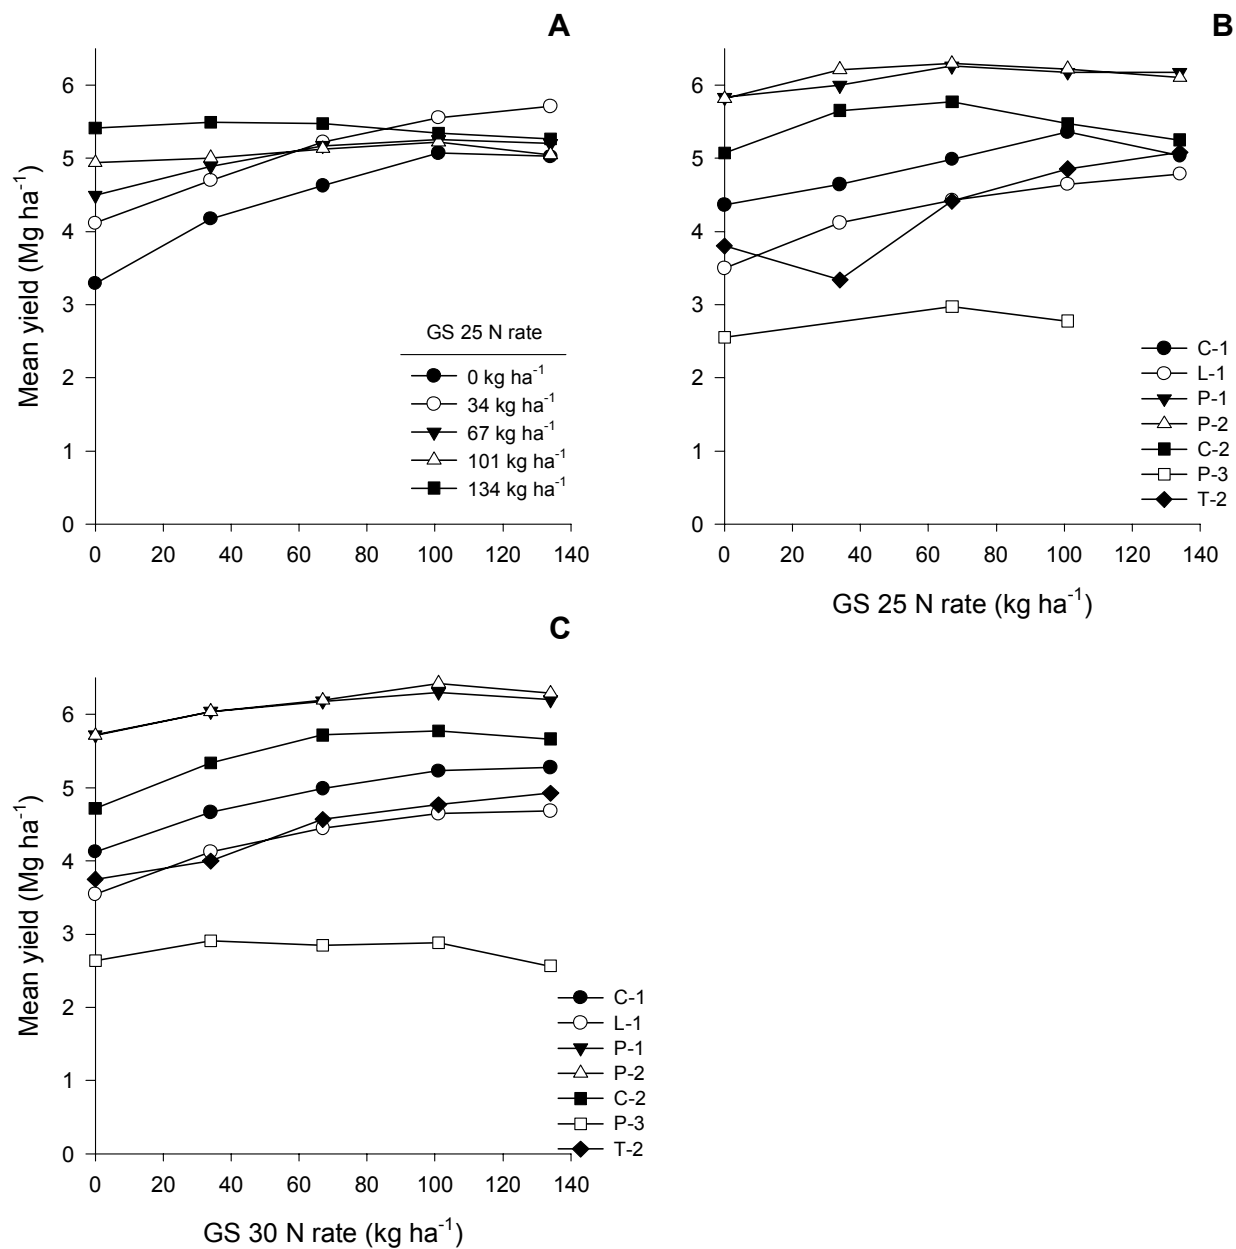 A
Mean yield (Mg ha⁻¹)
6
5
4
3
2
1
0
0 20 40 60 80 100 120 140
GS 25 N rate
0 kg ha⁻¹
34 kg ha⁻¹
67 kg ha⁻¹
101 kg ha⁻¹
134 kg ha⁻¹
B
6
5
4
3
2
1
0
0 20 40 60 80 100 120 140
GS 25 N rate (kg ha⁻¹)
C-1
L-1
P-1
P-2
C-2
P-3
T-2
C
Mean yield (Mg ha⁻¹)
6
5
4
3
2
1
0
0 20 40 60 80 100 120 140
GS 30 N rate (kg ha⁻¹)
C-1
L-1
P-1
P-2
C-2
P-3
T-2